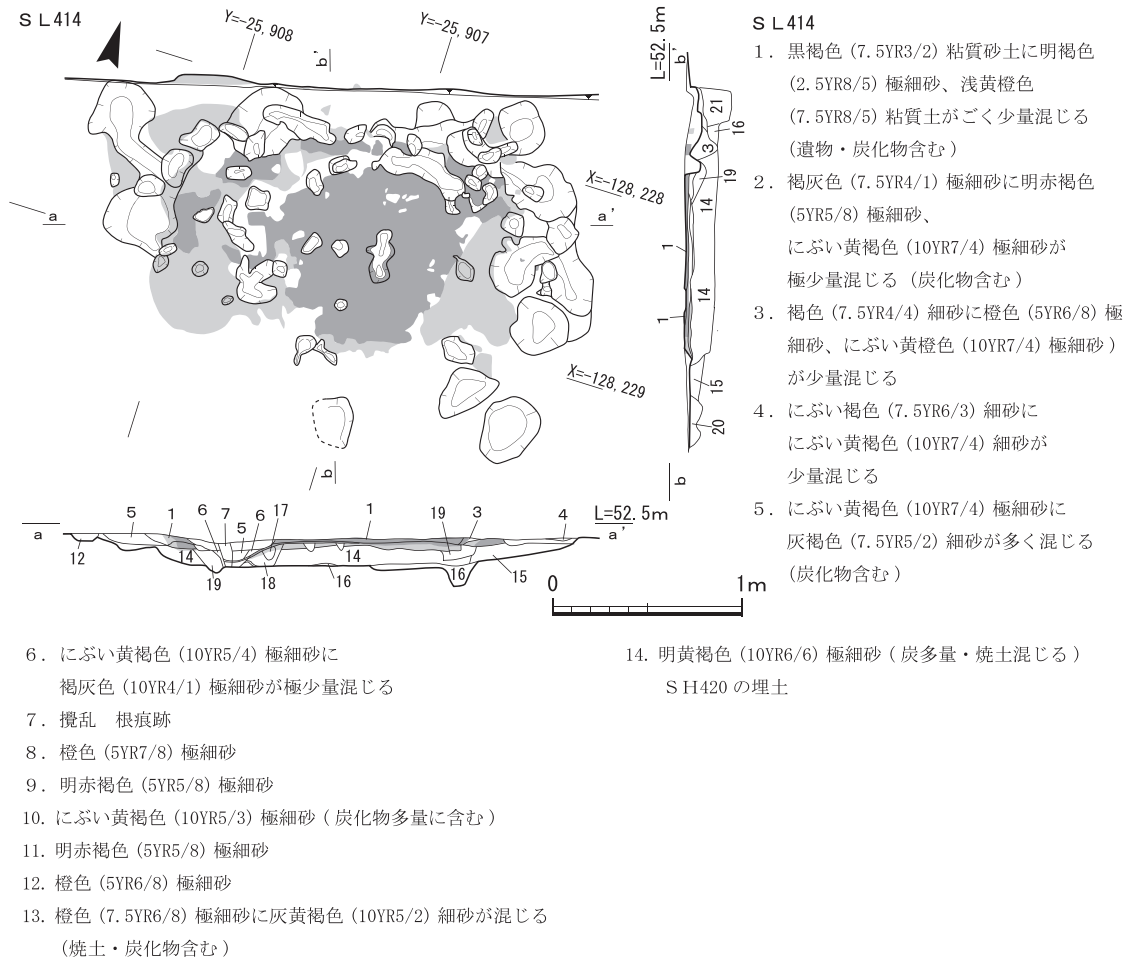 ＳＬ414
Y=-25,908
Y=-25,907
b'
L=52.5m
b'
21
16
3
19
14
1
14
1
15
20
b
X=-128,228
a
a'
X=-128,229
b
a
5
1
6
7
5
6
17
1
19
3
L=52.5m
4
a'
12
14
19
18
16
14
16
15
0
1m
ＳＬ414
１．黒褐色（7.5YR3/2）粘質砂土に明褐色
（2.5YR8/5）極細砂、浅黄橙色
（7.5YR8/5）粘質土がごく少量混じる
（遺物・炭化物含む）
２．褐灰色（7.5YR4/1）極細砂に明赤褐色
（5YR5/8）極細砂、
にぶい黄褐色（10YR7/4）極細砂が
極少量混じる（炭化物含む）
３．褐色（7.5YR4/4）細砂に橙色（5YR6/8）極
細砂、にぶい黄橙色（10YR7/4）極細砂）
が少量混じる
４．にぶい褐色（7.5YR6/3）細砂に
にぶい黄褐色（10YR7/4）細砂が
少量混じる
５．にぶい黄褐色（10YR7/4）極細砂に
灰褐色（7.5YR5/2）細砂が多く混じる
（炭化物含む）
６．にぶい黄褐色（10YR5/4）極細砂に
褐灰色（10YR4/1）極細砂が極少量混じる
７．攪乱　根痕跡
８．橙色（5YR7/8）極細砂
９．明赤褐色（5YR5/8）極細砂
10. にぶい黄褐色（10YR5/3）極細砂（炭化物多量に含む）
11. 明赤褐色（5YR5/8）極細砂
12. 橙色（5YR6/8）極細砂
13. 橙色（7.5YR6/8）極細砂に灰黄褐色（10YR5/2）細砂が混じる
（焼土・炭化物含む）
14. 明黄褐色（10YR6/6）極細砂（炭多量・焼土混じる）
ＳＨ420 の埋土